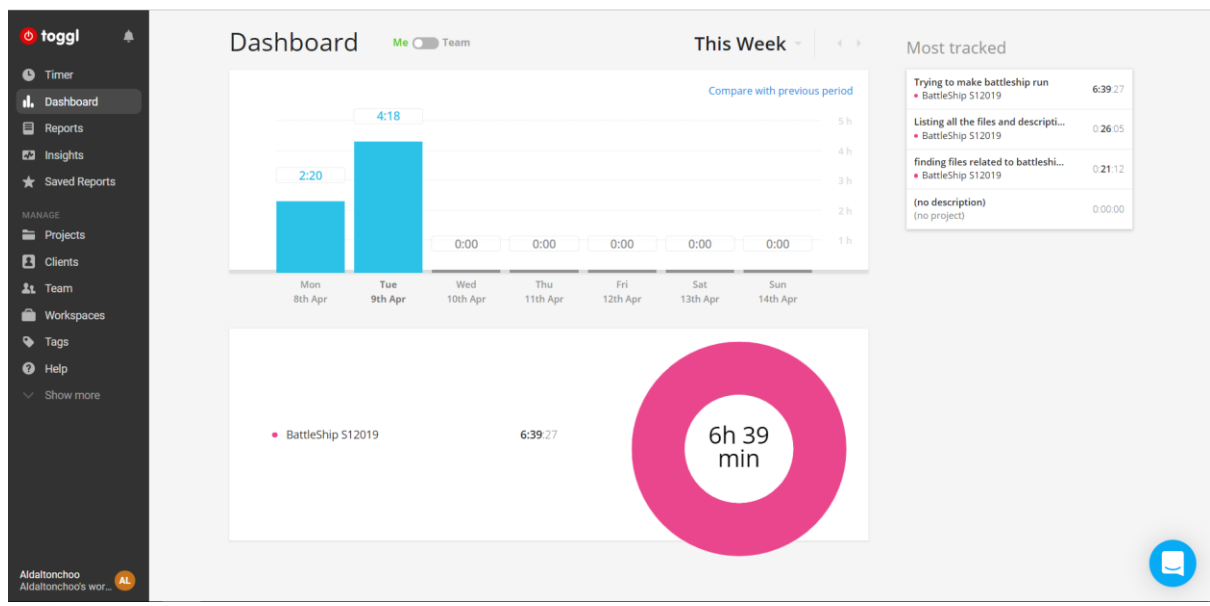 toggl
Timer
Dashboard
Reports
Insights
Saved Reports
MANAGE
Projects
Clients
Team
Workspaces
Tags
Help
Show more
Aldaltonchoo
Aldaltonchoo's wor...
AL
Dashboard
Me Team
This Week
Compare with previous period
5 h
4 h
3 h
2 h
1 h
2:20
4:18
0:00
0:00
0:00
0:00
0:00
Mon
8th Apr
Tue
9th Apr
Wed
10th Apr
Thu
11th Apr
Fri
12th Apr
Sat
13th Apr
Sun
14th Apr
BattleShip S12019 6:39:27
6h 39
min
Most tracked
Trying to make battleship run
BattleShip S12019
6:39:27
Listing all the files and descripti...
BattleShip S12019
0:26:05
finding files related to battleshi...
BattleShip S12019
0:21:12
(no description)
(no project)
0:00:00